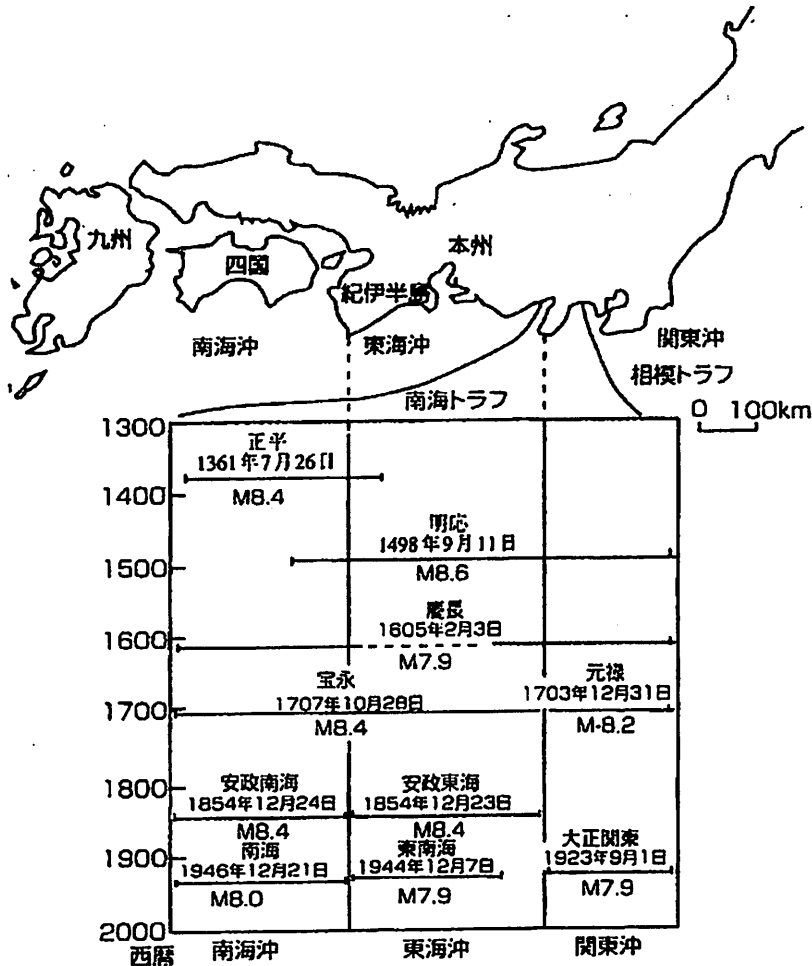 九州
四国
本州
紀伊半島
南海沖
東海沖
関東沖
相模トラフ
南海トラフ
0 100km
1300
正平
1361年7月26日
M8.4
1400
明応
1498年9月11日
M8.6
1500
慶長
1605年2月3日
M7.9
1600
宝永
1707年10月28日
M8.4
元禄
1703年12月31日
M-8.2
1700
安政南海
1854年12月24日
M8.4
安政東海
1854年12月23日
M8.4
1800
南海
1946年12月21日
M8.0
東南海
1944年12月7日
M7.9
大正関東
1923年9月1日
M7.9
1900
2000
西暦
南海沖
東海沖
関東沖